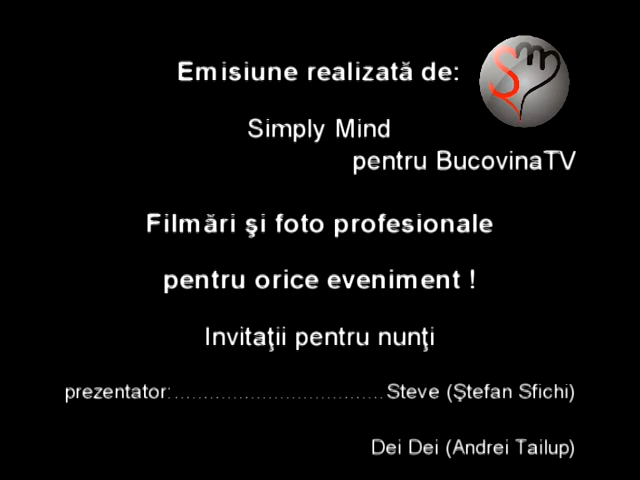 Emisiune realizată de:
Simply Mind
pentru BucovinaTV
Filmări şi foto profesionale
pentru orice eveniment !
Invitaţii pentru nunţi
prezentator:....................................Steve (Ştefan Sfichi)
Dei Dei (Andrei Tailup)